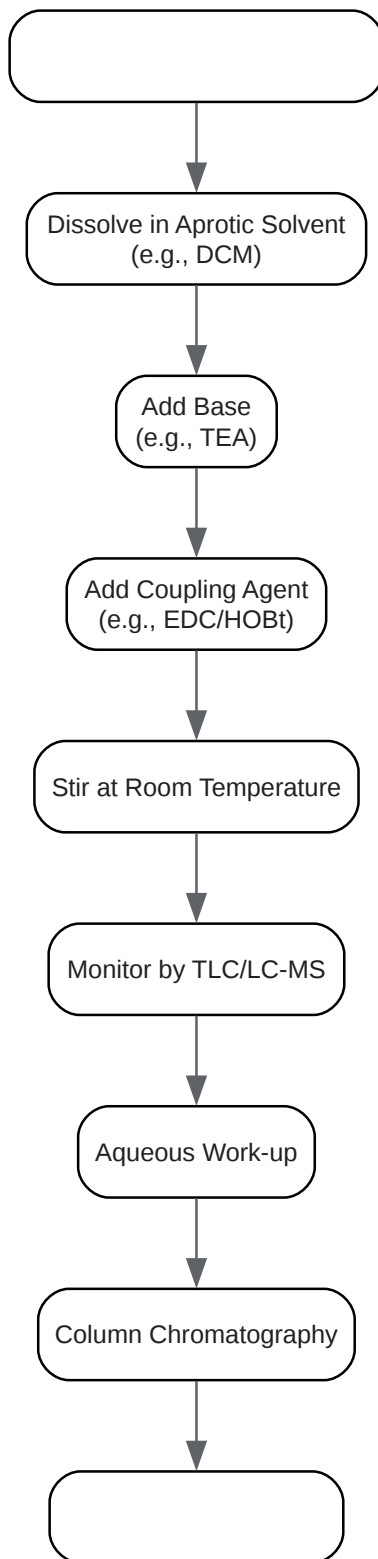 Dissolve in Aprotic Solvent
(e.g., DCM)
Add Base
(e.g., TEA)
Add Coupling Agent
(e.g., EDC/HOBt)
Stir at Room Temperature
Monitor by TLC/LC-MS
Aqueous Work-up
Column Chromatography